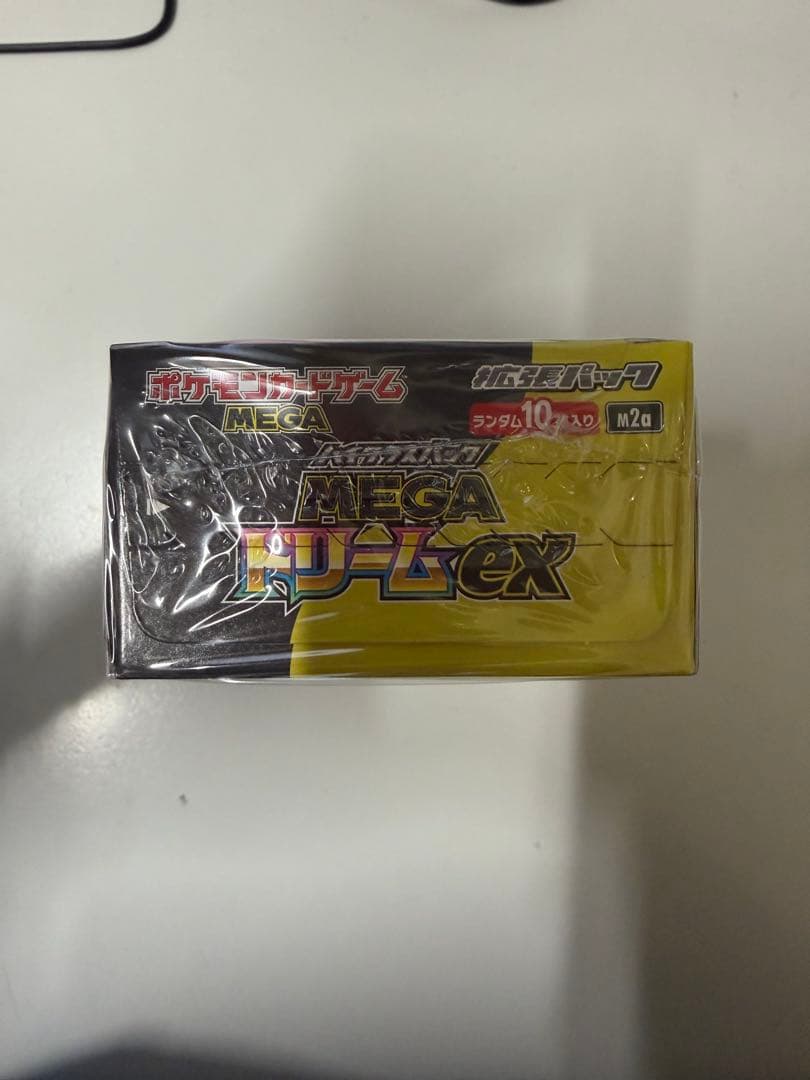 ポケモンカードゲーム
MEGA
拡張パック
ランダム10枚入り
M2a
ハイクラスパック
MEGA
ドリームex